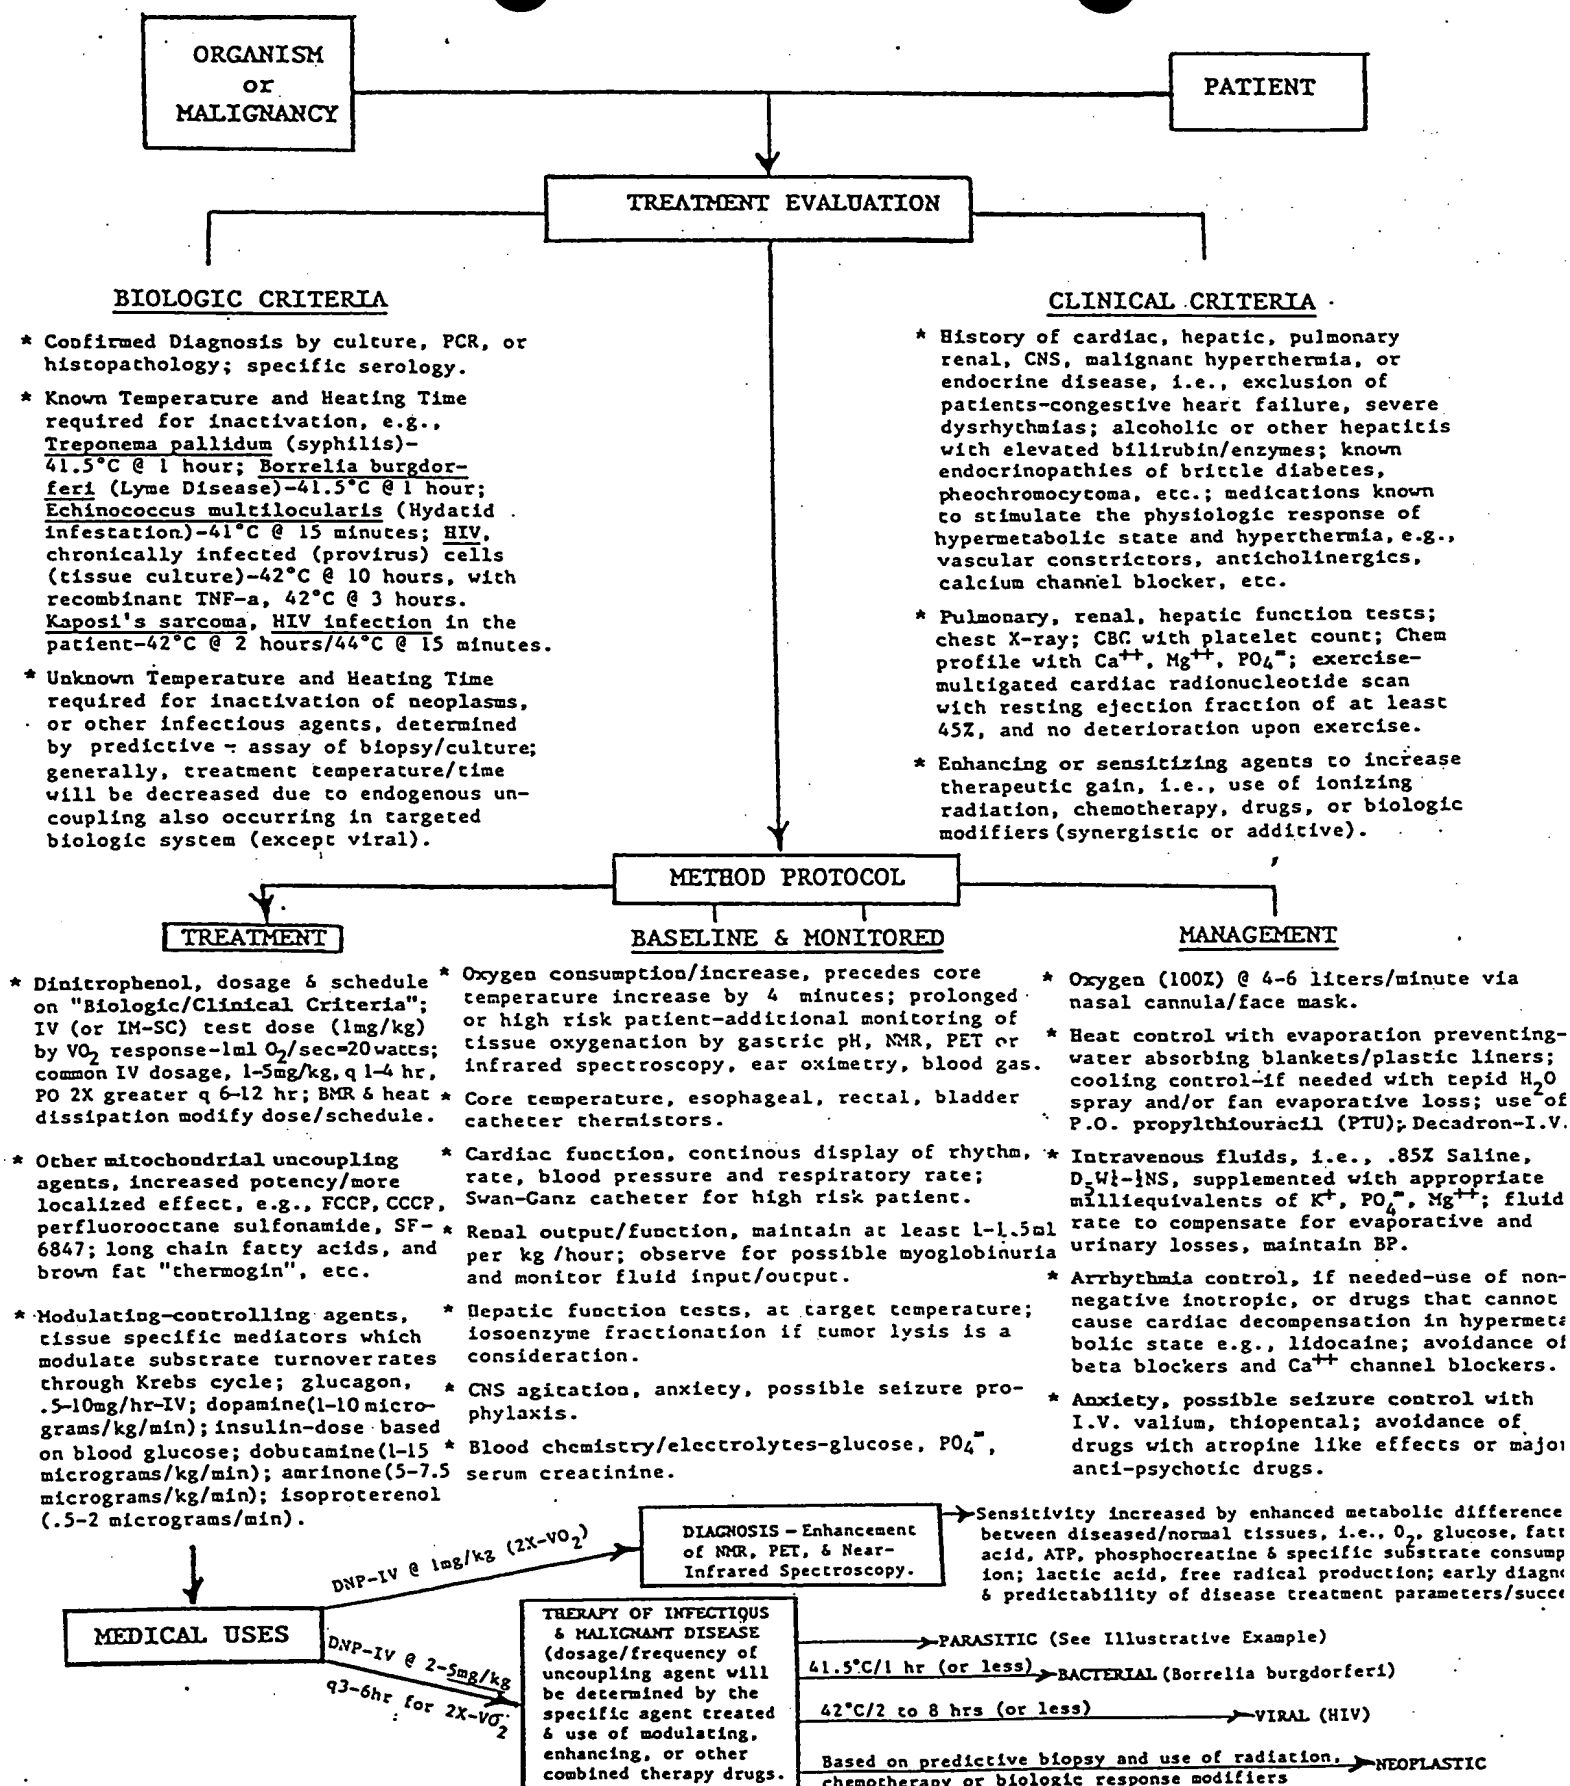 ORGANISM
or
MALIGNANCY
PATIENT
TREATMENT EVALUATION
BIOLOGIC CRITERIA
* Confirmed Diagnosis by culture, PCR, or
histopathology; specific serology.
* Known Temperature and Heating Time
required for inactivation, e.g.,
Treponema pallidum (syphilis)-
41.5°C @ 1 hour; Borrelia burgdor-
feri (Lyme Disease)-41.5°C @ 1 hour;
Echinococcus multilocularis (Hydatid
infestation)-41°C @ 15 minutes; HIV,
chronically infected (provirus) cells
(tissue culture)-42°C @ 10 hours, with
recombinant TNF-a, 42°C @ 3 hours.
Kaposi's sarcoma, HIV infection in the
patient-42°C @ 2 hours/44°C @ 15 minutes.
* Unknown Temperature and Heating Time
required for inactivation of neoplasms,
or other infectious agents, determined
by predictive - assay of biopsy/culture;
generally, treatment temperature/time
will be decreased due to endogenous un-
coupling also occurring in targeted
biologic system (except viral).
CLINICAL CRITERIA
* History of cardiac, hepatic, pulmonary
renal, CNS, malignant hyperthermia, or
endocrine disease, i.e., exclusion of
patients-congestive heart failure, severe
dysrhythmias; alcoholic or other hepatitis
with elevated bilirubin/enzymes; known
endocrinopathies of brittle diabetes,
pheochromocytoma, etc.; medications known
to stimulate the physiologic response of
hypermetabolic state and hyperthermia, e.g.,
vascular constrictors, anticholinergics,
calcium channel blocker, etc.
* Pulmonary, renal, hepatic function tests;
chest X-ray; CBC with platelet count; Chem
profile with Ca++, Mg++, PO4=; exercise-
multigated cardiac radionucleotide scan
with resting ejection fraction of at least
45%, and no deterioration upon exercise.
* Enhancing or sensitizing agents to increase
therapeutic gain, i.e., use of ionizing
radiation, chemotherapy, drugs, or biologic
modifiers (synergistic or additive).
METHOD PROTOCOL
TREATMENT
* Dinitrophenol, dosage & schedule
on "Biologic/Clinical Criteria";
IV (or IM-SC) test dose (1mg/kg)
by VO2 response-1ml O2/sec=20watts;
common IV dosage, 1-5mg/kg, q 1-4 hr,
PO 2X greater q 6-12 hr; BMR & heat
dissipation modify dose/schedule.
* Other mitochondrial uncoupling
agents, increased potency/more
localized effect, e.g., FCCP, CCCP,
perfluorooctane sulfonamide, SF-
6847; long chain fatty acids, and
brown fat "thermogin", etc.
* Modulating-controlling agents,
tissue specific mediators which
modulate substrate turnover rates
through Krebs cycle; glucagon,
.5-10mg/hr-IV; dopamine(1-10 micro-
grams/kg/min); insulin-dose based
on blood glucose; dobutamine(1-15
micrograms/kg/min); amrinone(5-7.5
micrograms/kg/min); isoproterenol
(.5-2 micrograms/min).
BASELINE & MONITORED
* Oxygen consumption/increase, precedes core
temperature increase by 4 minutes; prolonged
or high risk patient-additional monitoring of
tissue oxygenation by gastric pH, NMR, PET or
infrared spectroscopy, ear oximetry, blood gas.
* Core temperature, esophageal, rectal, bladder
catheter thermistors.
* Cardiac function, continous display of rhythm,
rate, blood pressure and respiratory rate;
Swan-Ganz catheter for high risk patient.
* Renal output/function, maintain at least 1-1.5ml
per kg /hour; observe for possible myoglobinuria
and monitor fluid input/output.
* Hepatic function tests, at target temperature;
iosoenzyme fractionation if tumor lysis is a
consideration.
* CNS agitation, anxiety, possible seizure pro-
phylaxis.
* Blood chemistry/electrolytes-glucose, PO4=,
serum creatinine.
MANAGEMENT
* Oxygen (100%) @ 4-6 liters/minute via
nasal cannula/face mask.
* Heat control with evaporation preventing-
water absorbing blankets/plastic liners;
cooling control-if needed with tepid H2O
spray and/or fan evaporative loss; use of
P.O. propylthiouracil (PTU); Decadron-I.V.
* Intravenous fluids, i.e., .85% Saline,
D5W½-½NS, supplemented with appropriate
milliequivalents of K+, PO4=, Mg++; fluid
rate to compensate for evaporative and
urinary losses, maintain BP.
* Arrhythmia control, if needed-use of non-
negative inotropic, or drugs that cannot
cause cardiac decompensation in hypermeta
bolic state e.g., lidocaine; avoidance of
beta blockers and Ca++ channel blockers.
* Anxiety, possible seizure control with
I.V. valium, thiopental; avoidance of
drugs with atropine like effects or major
anti-psychotic drugs.
MEDICAL USES
DNP-IV @ 1mg/kg (2X-VO2)
DIAGNOSIS - Enhancement
of NMR, PET, & Near-
Infrared Spectroscopy.
Sensitivity increased by enhanced metabolic difference
between diseased/normal tissues, i.e., O2, glucose, fatt
acid, ATP, phosphocreatine & specific substrate consump
ion; lactic acid, free radical production; early diagno
& predictability of disease treatment parameters/succe
DNP-IV @ 2-5mg/kg
q3-6hr for 2X-VO2
THERAPY OF INFECTIOUS
& MALIGNANT DISEASE
(dosage/frequency of
uncoupling agent will
be determined by the
specific agent treated
& use of modulating,
enhancing, or other
combined therapy drugs.
PARASITIC (See Illustrative Example)
41.5°C/1 hr (or less) BACTERIAL (Borrelia burgdorferi)
42°C/2 to 8 hrs (or less) VIRAL (HIV)
Based on predictive biopsy and use of radiation, NEOPLASTIC
chemotherapy or biologic response modifiers